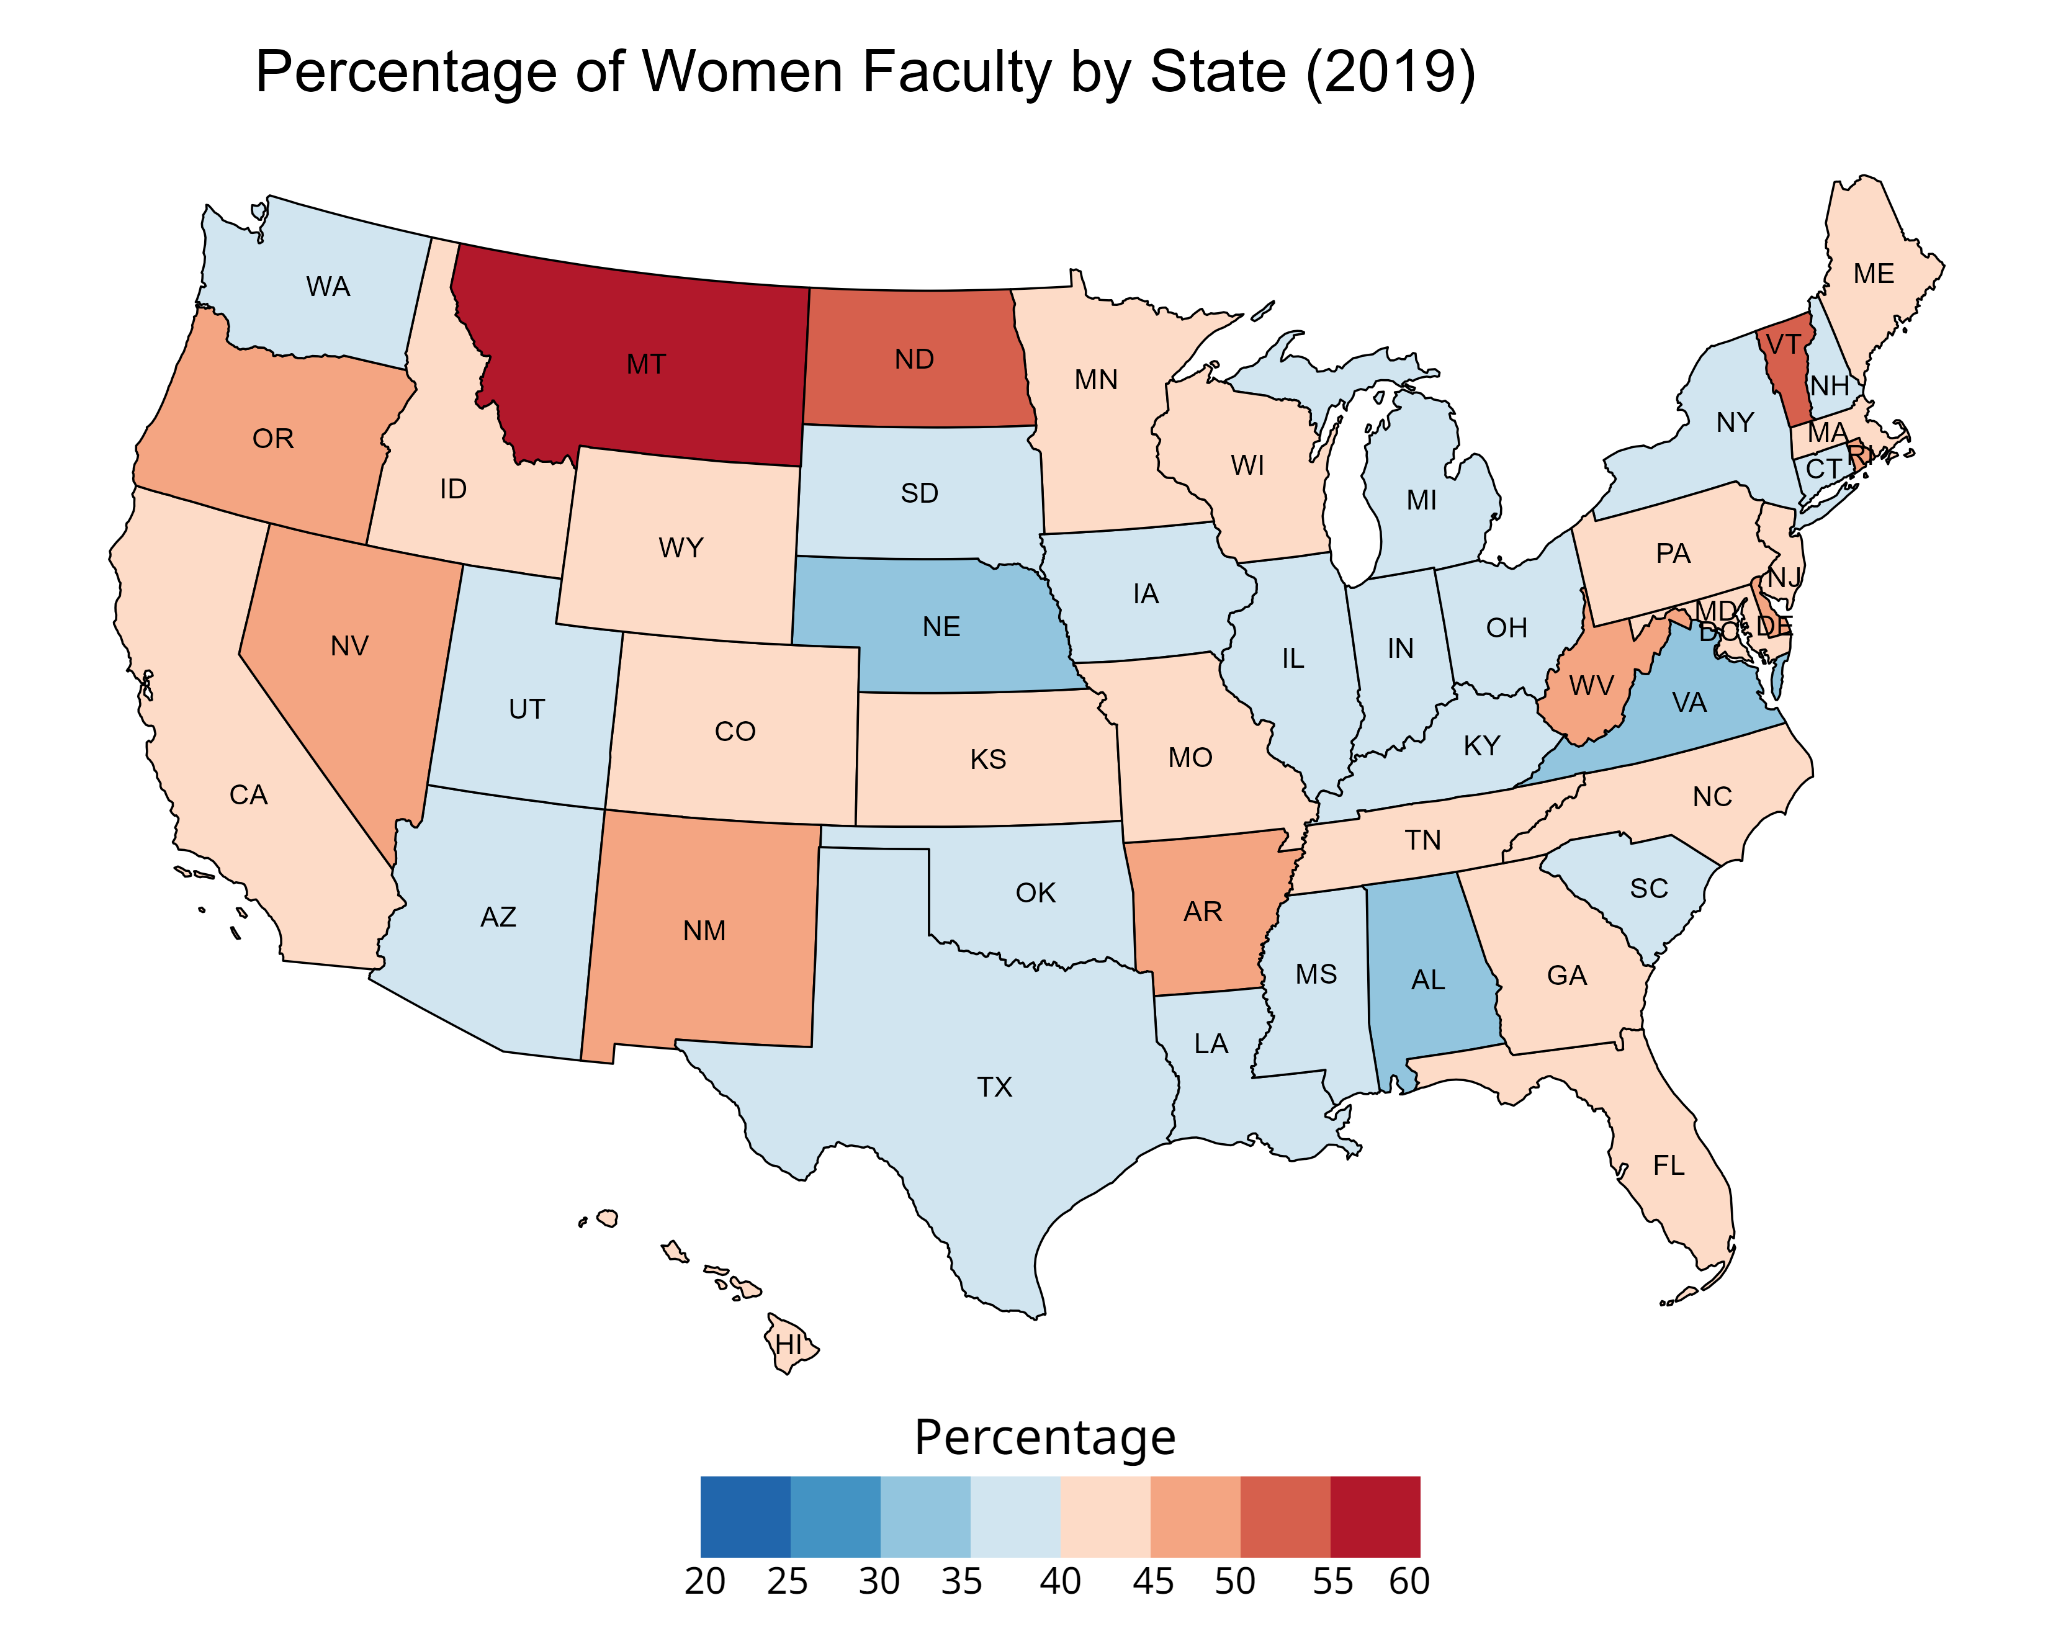 Percentage of Women Faculty by State (2019)
ME
WA
VT
MT
ND
MN
NH
NY
MA
OR
RI
WI
CT
ID
SD
MI
WY
PA
NJ
IA
MD
NE
OH
DC
DE
NV
IN
IL
WV
UT
VA
CO
KY
KS
MO
CA
NC
TN
SC
OK
AR
AZ
NM
MS
GA
AL
LA
TX
FL
HI
Percentage
20 25 30 35 40 45 50 55 60